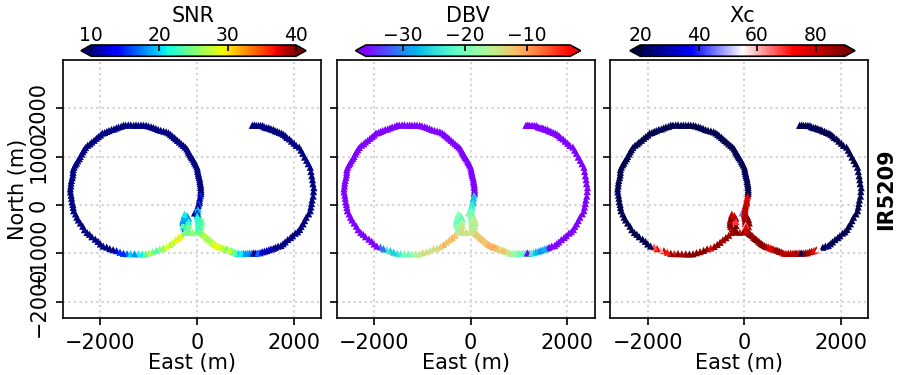 SNR DBV Xc
10 20 30 40 −30 −20 −10 20 40 60 80
2000
1000
0
−1000
−2000
North (m)
IR5209
−2000 0 2000 −2000 0 2000 −2000 0 2000
East (m) East (m) East (m)